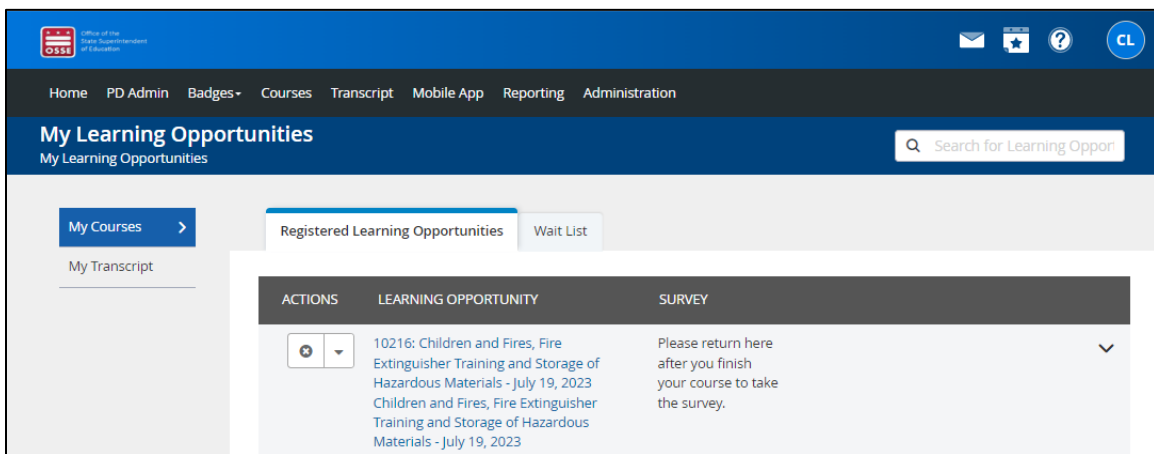 Office of the
State Superintendent
of Education
OSSE
CL
Home PD Admin Badges Courses Transcript Mobile App Reporting Administration
My Learning Opportunities
My Learning Opportunities
Search for Learning Oppor
My Courses
My Transcript
Registered Learning Opportunities Wait List
ACTIONS LEARNING OPPORTUNITY SURVEY
10216: Children and Fires, Fire
Extinguisher Training and Storage of
Hazardous Materials - July 19, 2023
Children and Fires, Fire Extinguisher
Training and Storage of Hazardous
Materials - July 19, 2023
Please return here
after you finish
your course to take
the survey.